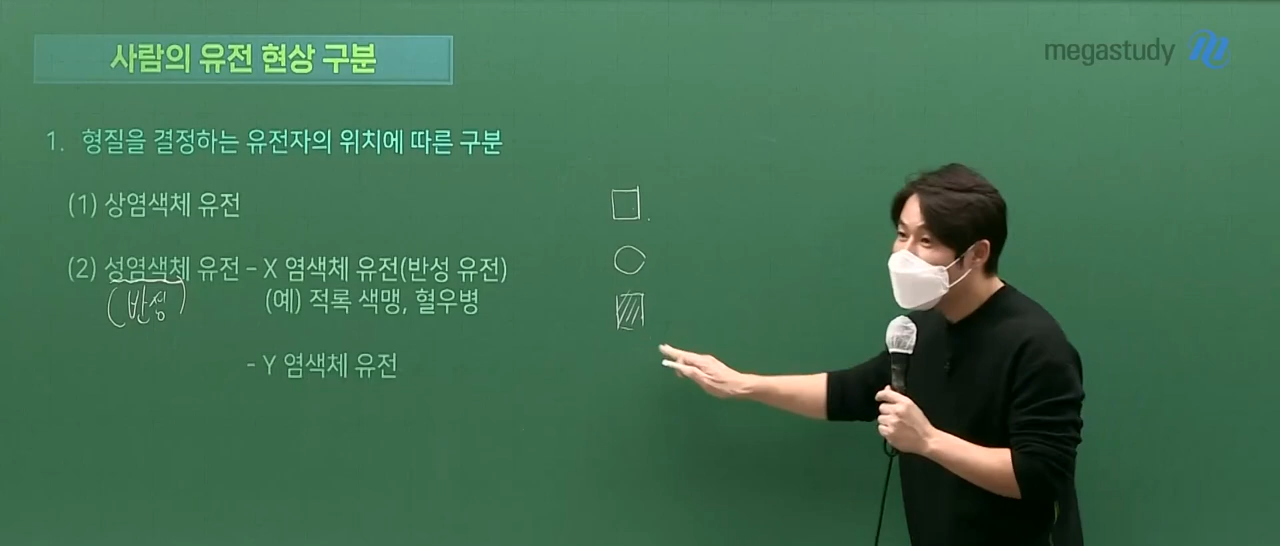 사람의 유전 현상 구분
megastudy
1. 형질을 결정하는 유전자의 위치에 따른 구분
(1) 상염색체 유전
(2) 성염색체 유전 – X 염색체 유전(반성 유전)
(반성)
(예) 적록 색맹, 혈우병
- Y 염색체 유전